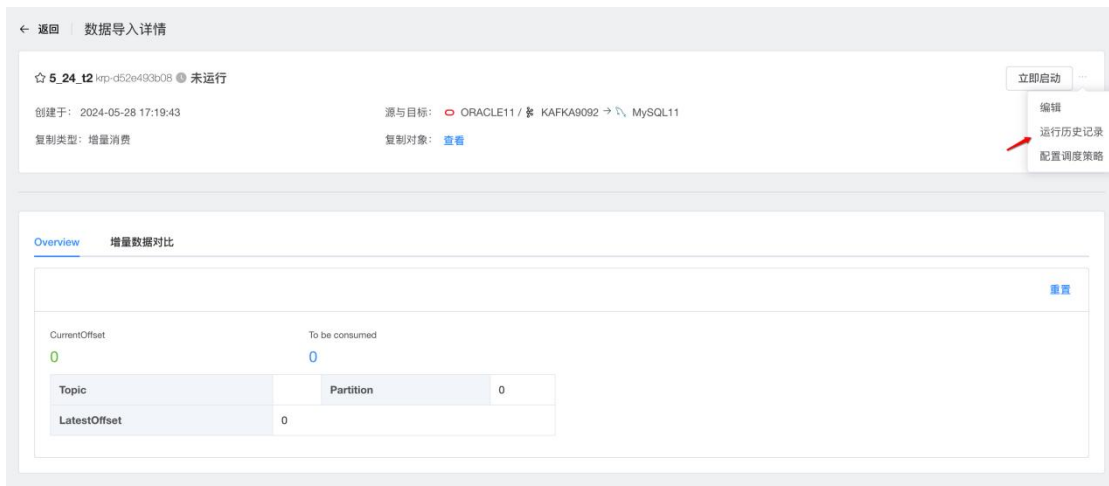 ← 返回 数据导入详情
5_24_t2 krp-d52e493b08 未运行 立即启动 ...
创建于: 2024-05-28 17:19:43 源与目标: ORACLE11 / KAFKA9092 → MySQL11 编辑
运行历史记录
复制类型: 增量消费 复制对象: 查看
配置调度策略
Overview 增量数据对比
重置
CurrentOffset To be consumed
0 0
Topic Partition 0
LatestOffset 0